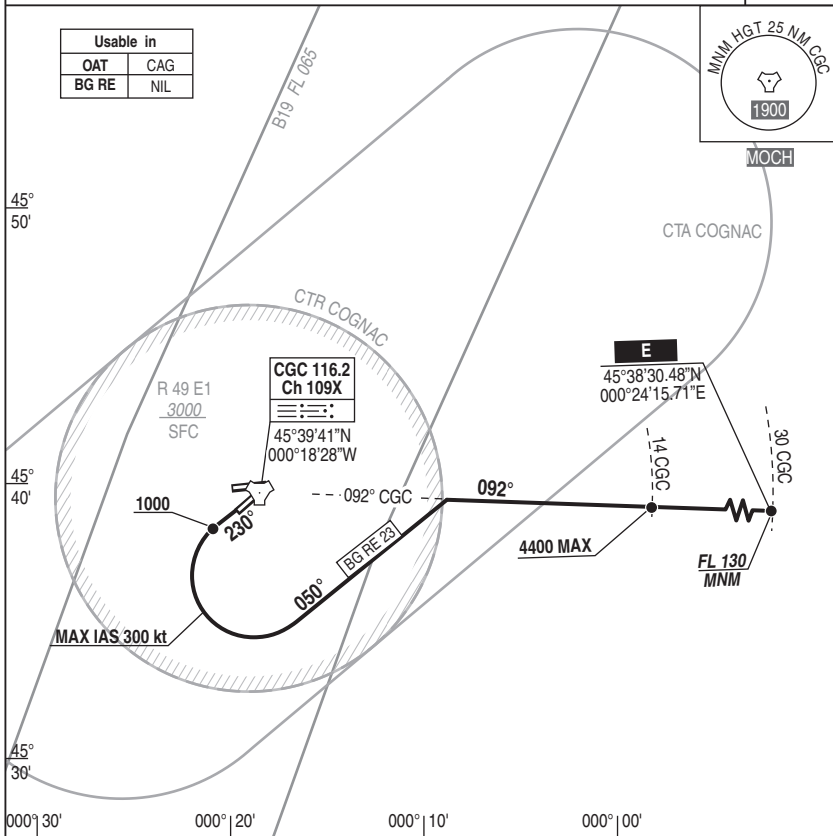 Usable in
OAT CAG
BG RE NIL
B19 FL 065
MNM HGT 25 NM CGC
1900
MOCH
45°
50'
CTA COGNAC
CTR COGNAC
E
45°38'30.48"N
000°24'15.71"E
CGC 116.2
Ch 109X
45°39'41"N
000°18'28"W
R 49 E1
3000
SFC
14 CGC
30 CGC
45°
40'
092° CGC
092°
1000
230°
BG RE 23
050°
4400 MAX
FL 130
MNM
MAX IAS 300 kt
45°
30'
000° 30'
000° 20'
000° 10'
000° 00'